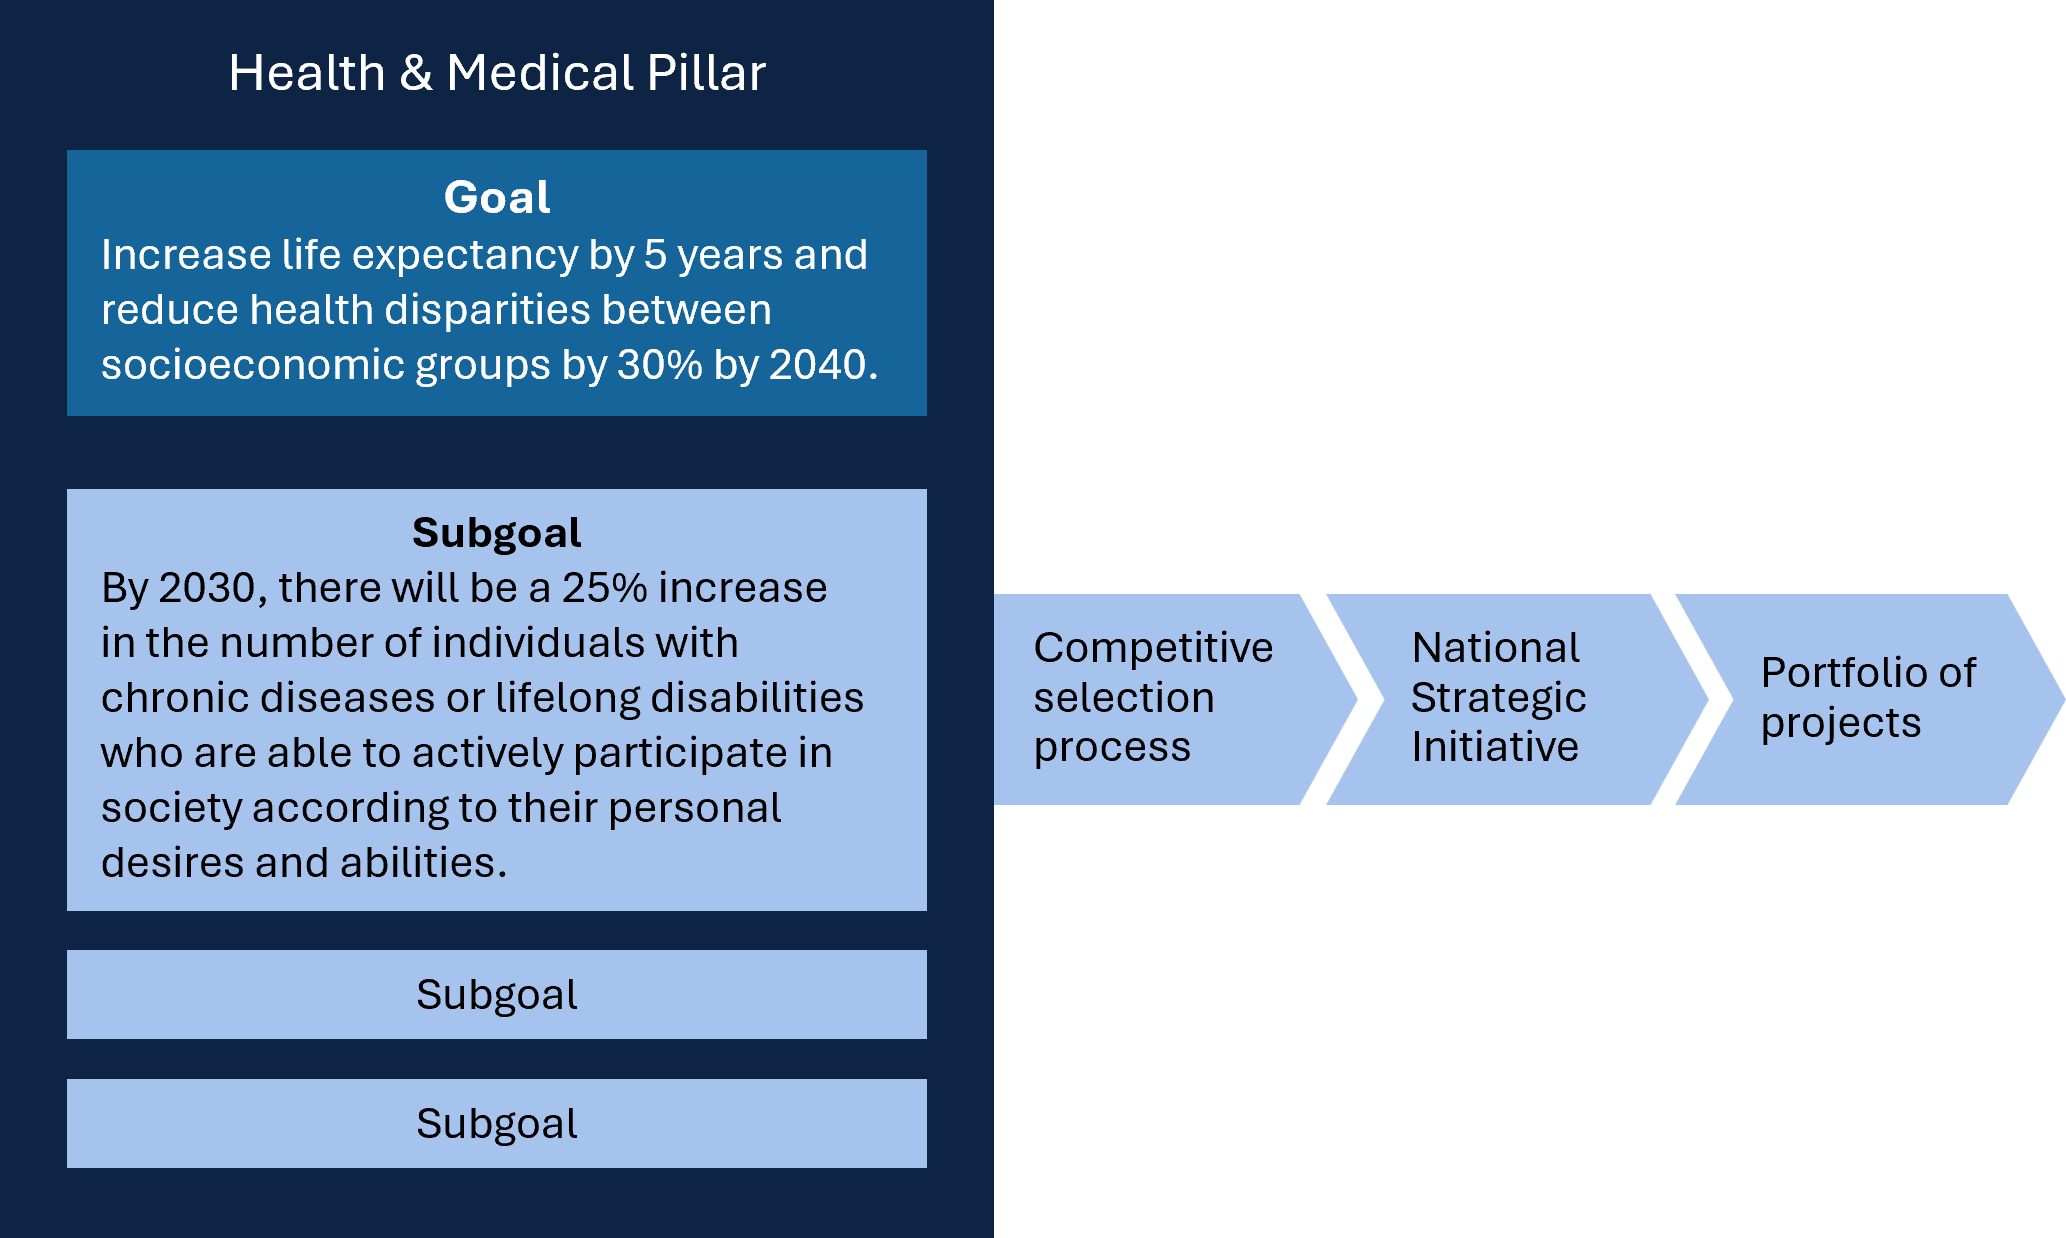 Health & Medical Pillar
Goal
Increase life expectancy by 5 years and
reduce health disparities between
socioeconomic groups by 30% by 2040.
Subgoal
By 2030, there will be a 25% increase
in the number of individuals with
chronic diseases or lifelong disabilities
who are able to actively participate in
society according to their personal
desires and abilities.
Subgoal
Subgoal
Competitive
selection
process
National
Strategic
Initiative
Portfolio of
projects